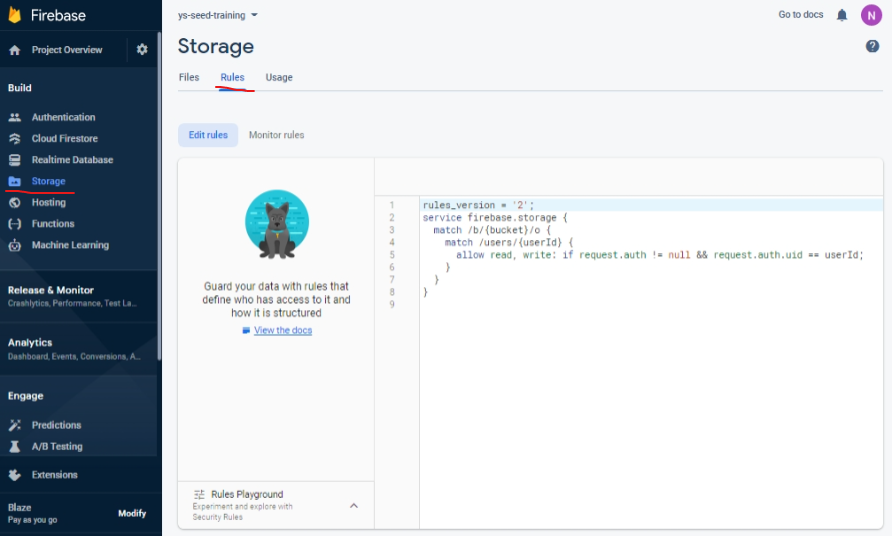 Firebase
Project Overview
Build
Authentication
Cloud Firestore
Realtime Database
Storage
Hosting
Functions
Machine Learning
Release & Monitor
Crashlytics, Performance, Test La...
Analytics
Dashboard, Events, Conversions, A...
Engage
Predictions
A/B Testing
Extensions
Blaze
Pay as you go
Modify
ys-seed-training
Go to docs
N
Storage
?
Files Rules Usage
Edit rules Monitor rules
Guard your data with rules that
define who has access to it and
how it is structured
View the docs
Rules Playground
Experiment and explore with
Security Rules
1 rules_version = '2';
2 service firebase.storage {
3 match /b/{bucket}/o {
4 match /users/{userId} {
5 allow read, write: if request.auth != null && request.auth.uid == userId;
6 }
7 }
8 }
9